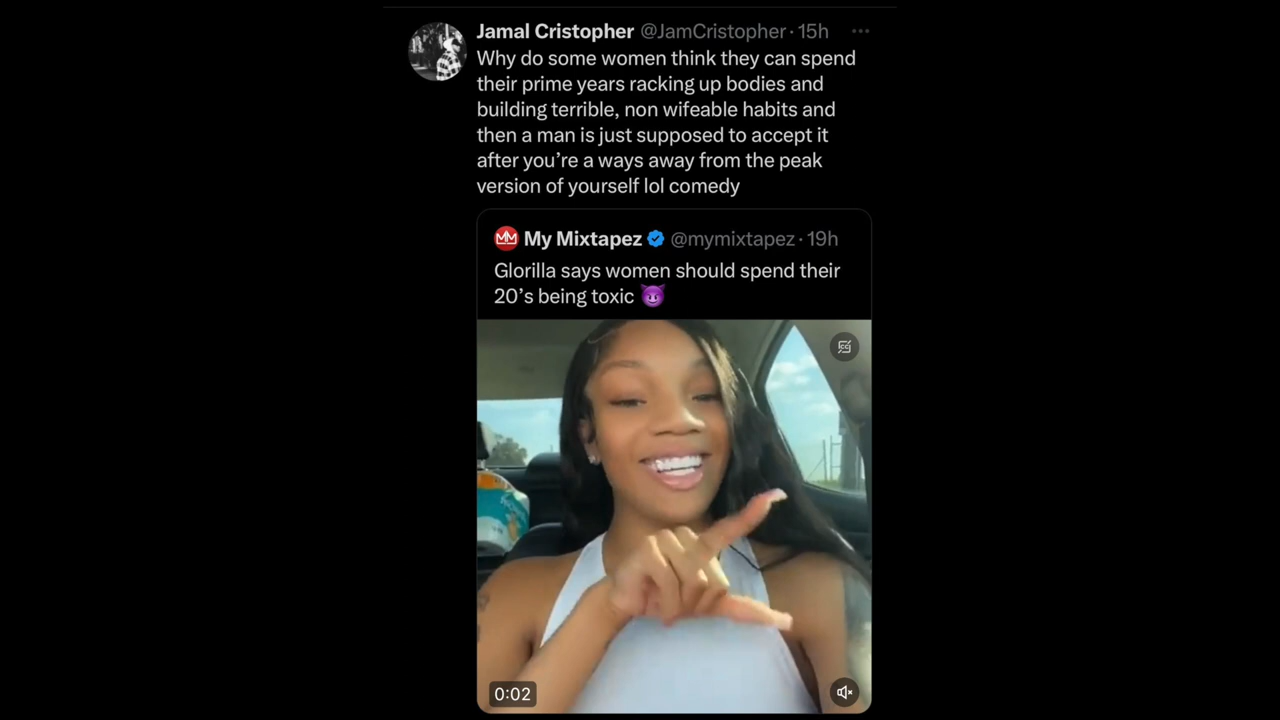 Jamal Cristopher @JamCristopher · 15h
Why do some women think they can spend
their prime years racking up bodies and
building terrible, non wifeable habits and
then a man is just supposed to accept it
after you’re a ways away from the peak
version of yourself lol comedy
My Mixtapez @mymixtapez · 19h
Glorilla says women should spend their
20’s being toxic 😈
CC
0:02